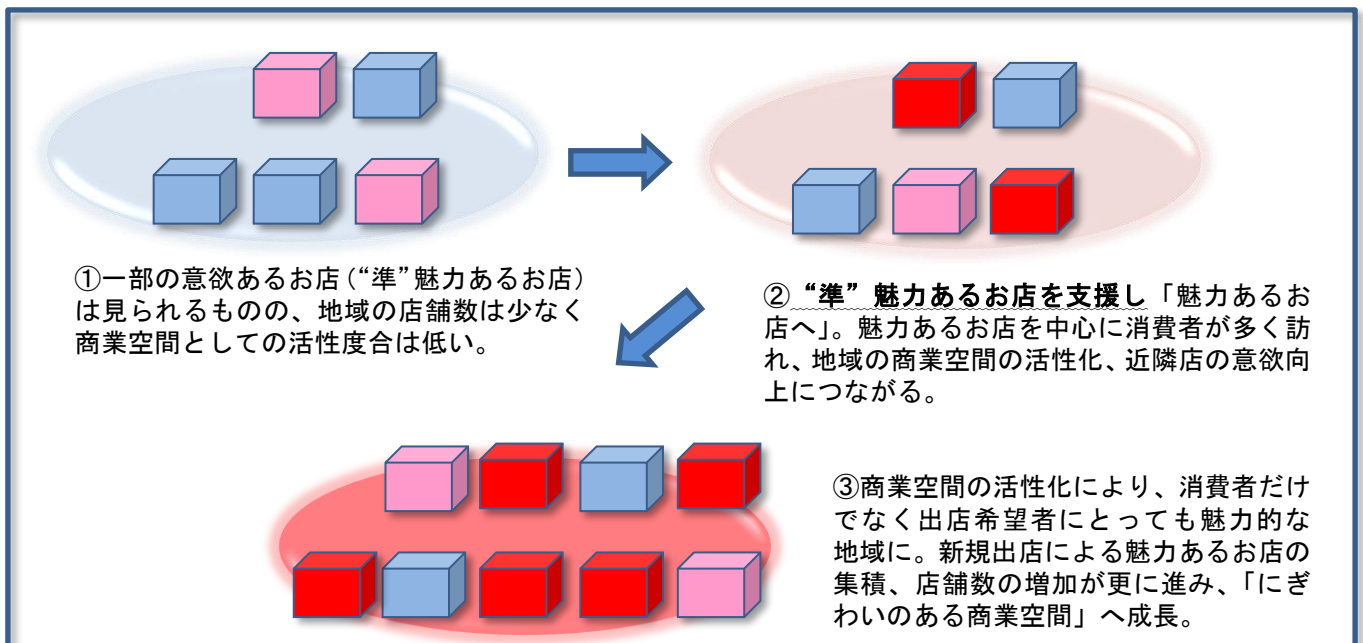 ①一部の意欲あるお店(“準”魅力あるお店)
は見られるものの、地域の店舗数は少なく
商業空間としての活性度合は低い。
②“準”魅力あるお店を支援し「魅力あるお
店へ」。魅力あるお店を中心に消費者が多く訪
れ、地域の商業空間の活性化、近隣店の意欲向
上につながる。
③商業空間の活性化により、消費者だけ
でなく出店希望者にとっても魅力的な
地域に。新規出店による魅力あるお店の
集積、店舗数の増加が更に進み、「にぎ
わいのある商業空間」へ成長。